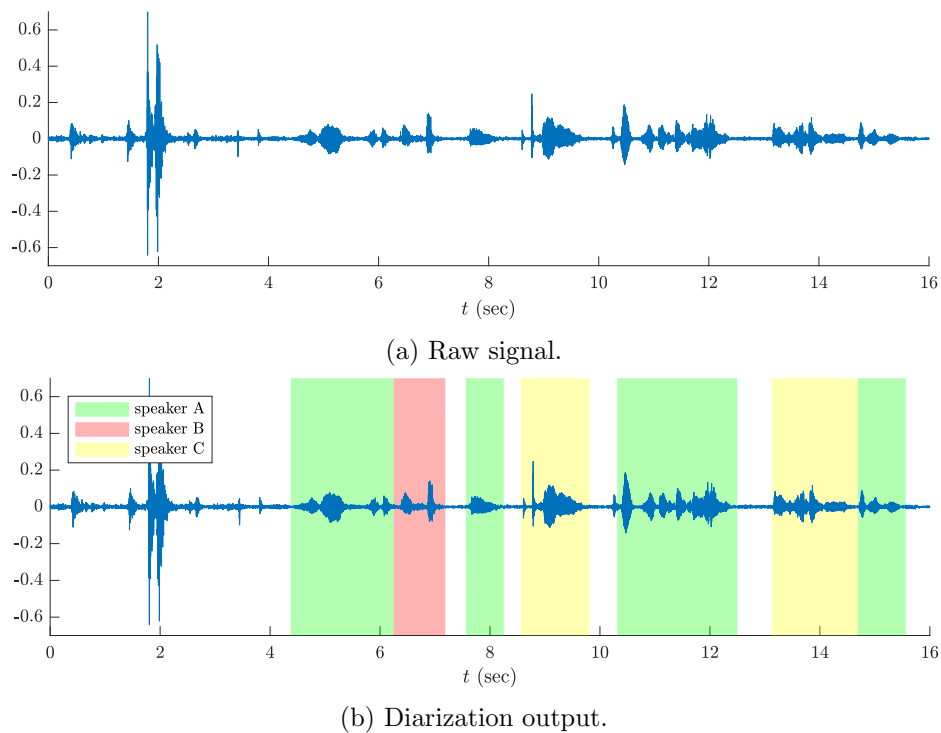 0.6
0.4
0.2
0
-0.2
-0.4
-0.6
0 2 4 6 8 10 12 14 16
t (sec)
(a) Raw signal.
0.6
0.4
0.2
0
-0.2
-0.4
-0.6
speaker A
speaker B
speaker C
0 2 4 6 8 10 12 14 16
t (sec)
(b) Diarization output.